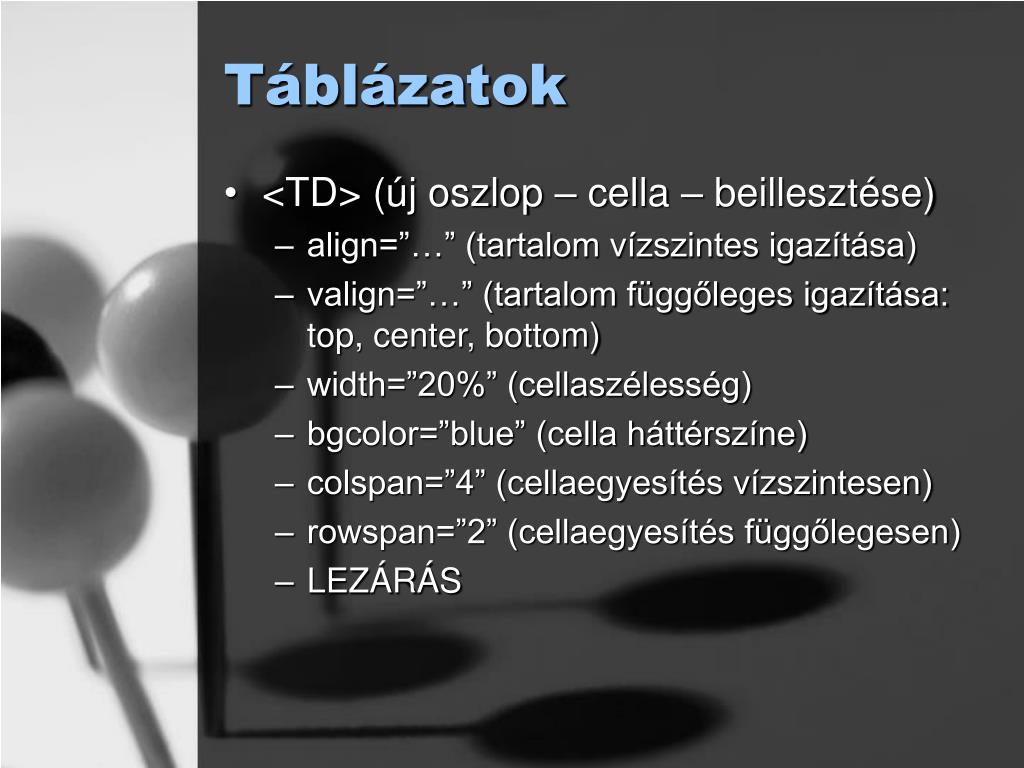 Táblázatok
• <TD> (új oszlop – cella – beillesztése)
– align=”…” (tartalom vízszintes igazítása)
– valign=”…” (tartalom függőleges igazítása:
top, center, bottom)
– width=”20%” (cellaszélesség)
– bgcolor=”blue” (cella háttérszíne)
– colspan=”4” (cellaegyesítés vízszintesen)
– rowspan=”2” (cellaegyesítés függőlegesen)
– LEZÁRÁS